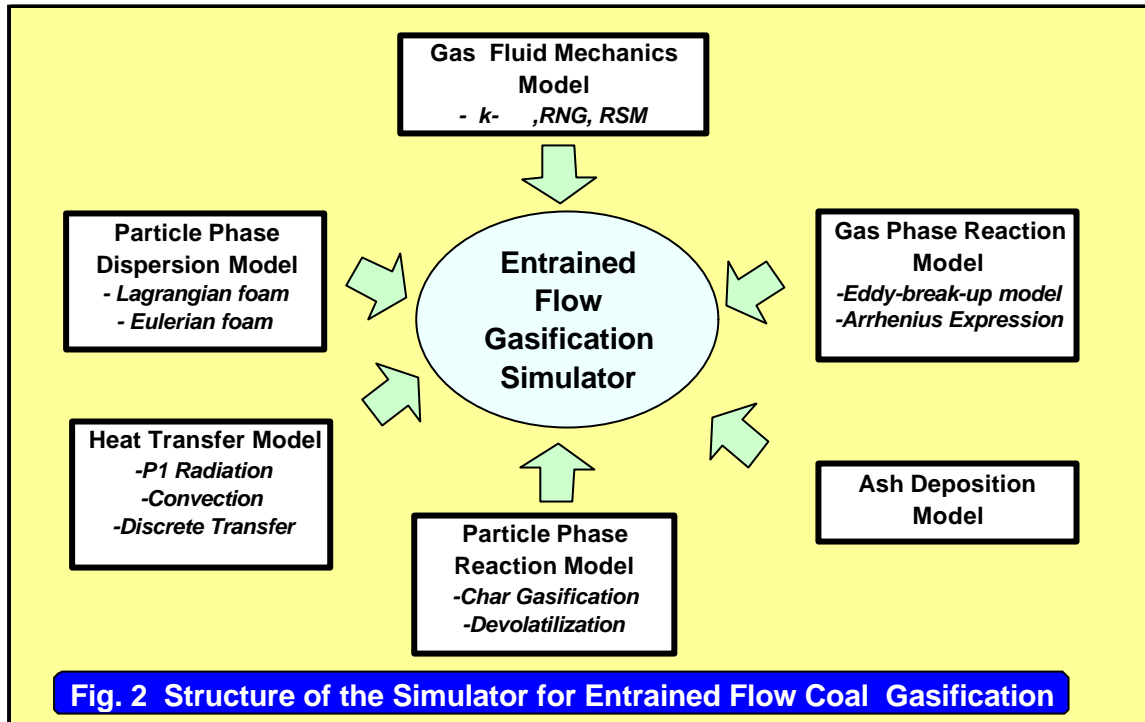 Gas Fluid Mechanics
Model
- k- ,RNG, RSM
Particle Phase
Dispersion Model
- Lagrangian foam
- Eulerian foam
Entrained
Flow
Gasification
Simulator
Gas Phase Reaction
Model
-Eddy-break-up model
-Arrhenius Expression
Heat Transfer Model
-P1 Radiation
-Convection
-Discrete Transfer
Particle Phase
Reaction Model
-Char Gasification
-Devolatilization
Ash Deposition
Model
Fig. 2 Structure of the Simulator for Entrained Flow Coal Gasification